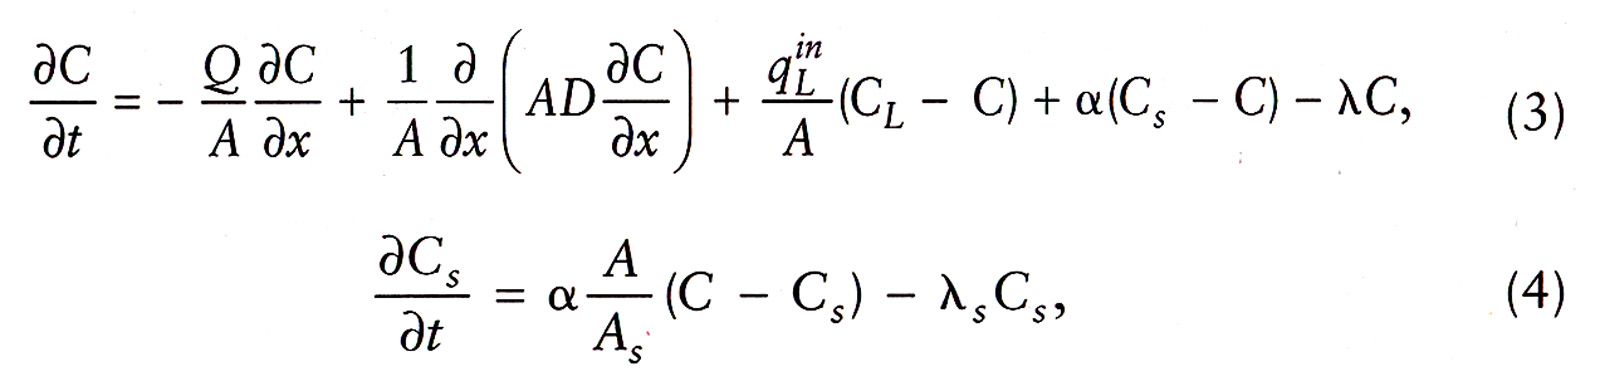 ∂C/∂t = − Q/A ∂C/∂x + 1/A ∂/∂x (AD ∂C/∂x) + q_L^{in}/A (C_L − C) + α(C_s − C) − λC, (3)
∂C_s/∂t = α A/A_s (C − C_s) − λ_s C_s, (4)